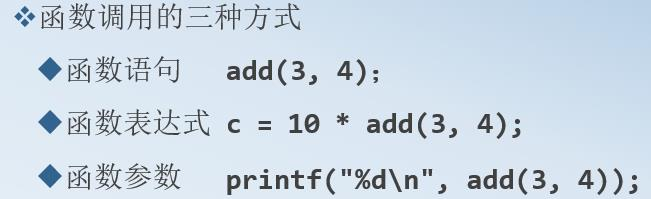 ❖函数调用的三种方式
◆函数语句 add(3, 4);
◆函数表达式 c = 10 * add(3, 4);
◆函数参数 printf("%d\n", add(3, 4));